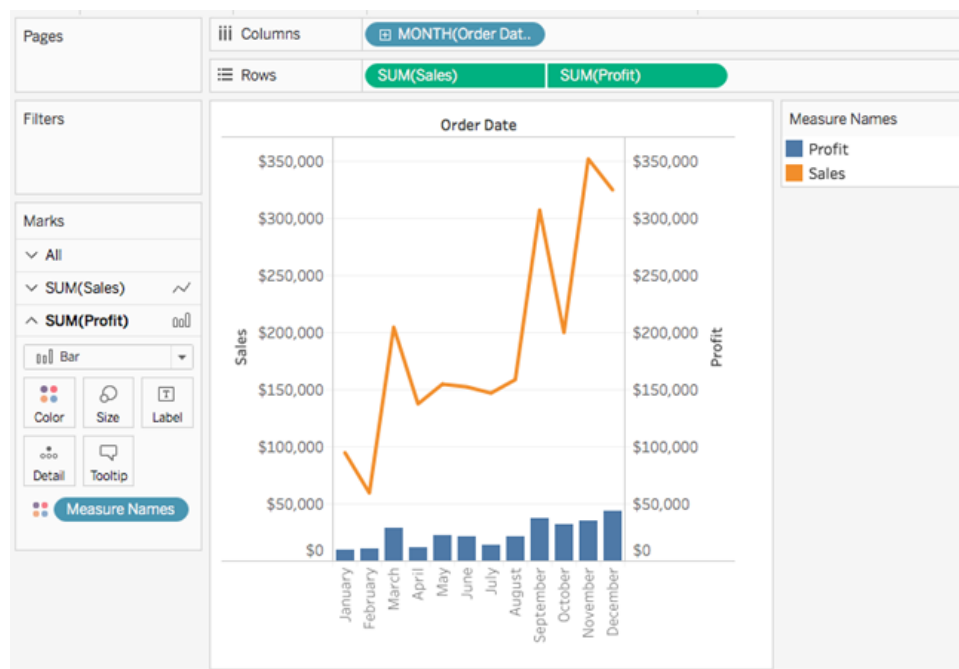 Pages
Columns
MONTH(Order Dat..
Rows
SUM(Sales)
SUM(Profit)
Filters
Marks
All
SUM(Sales)
SUM(Profit)
Bar
Color
Size
Label
Detail
Tooltip
Measure Names
Order Date
Sales
$350,000
$300,000
$250,000
$200,000
$150,000
$100,000
$50,000
$0
Profit
$350,000
$300,000
$250,000
$200,000
$150,000
$100,000
$50,000
$0
January
February
March
April
May
June
July
August
September
October
November
December
Measure Names
Profit
Sales